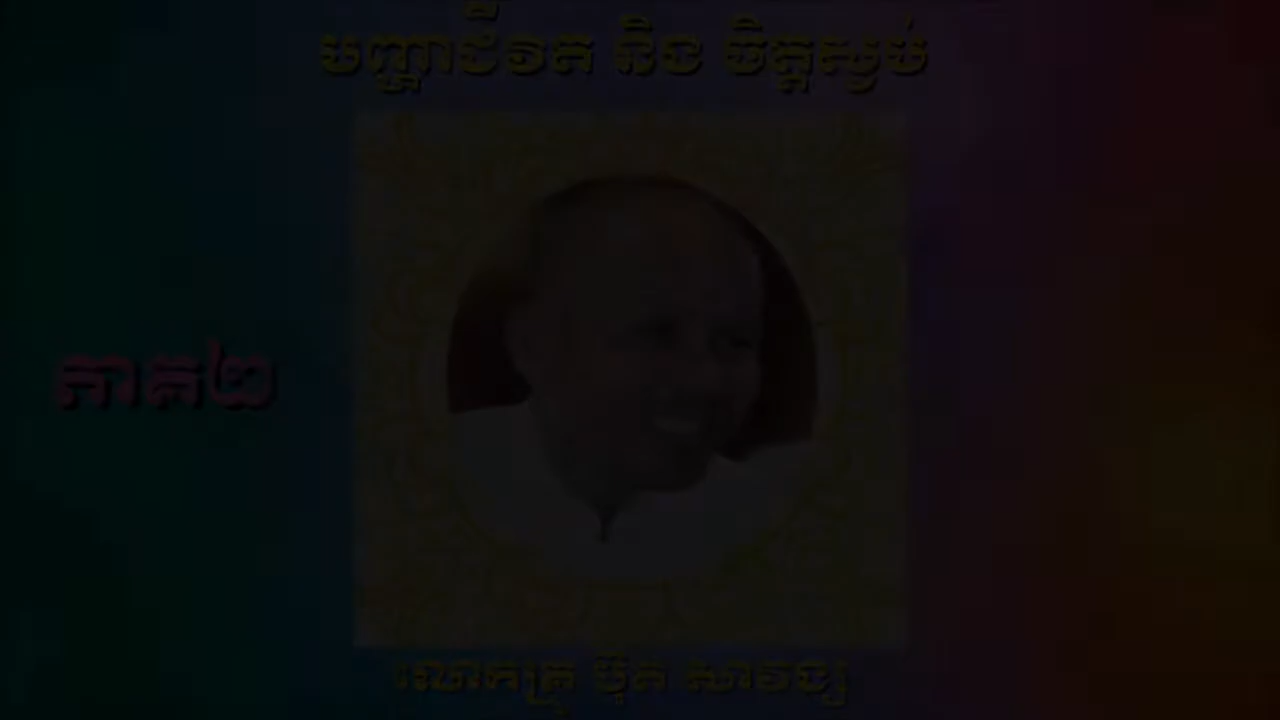 បញ្ហាជីវិត និង ចិត្តស្ងប់
ភាគ២
លោកគ្រូ ប៊ុត សាវង្ស